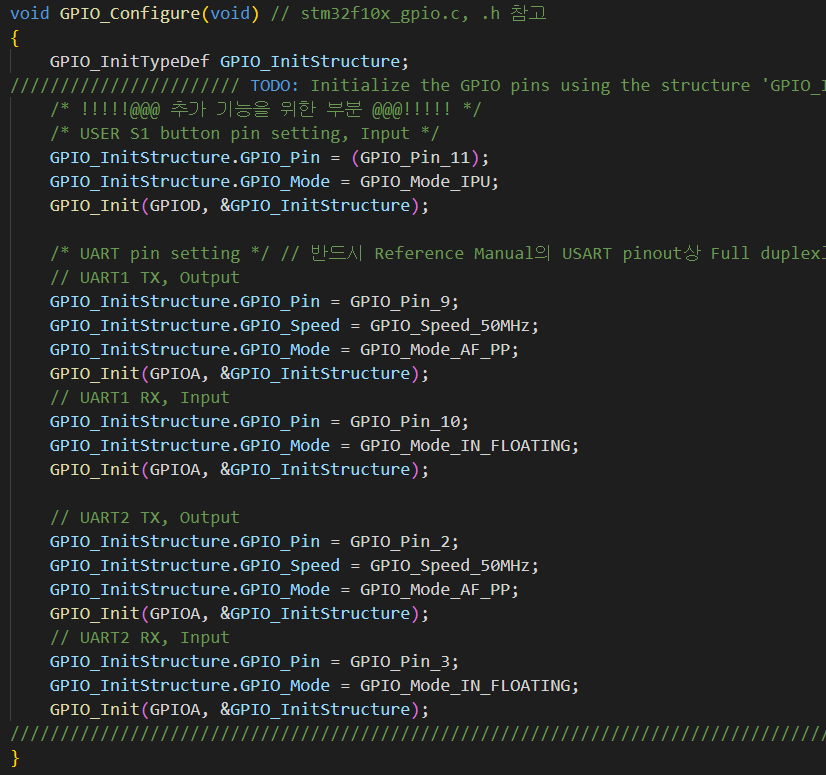 void GPIO_Configure(void) // stm32f10x_gpio.c, .h 참고
{
    GPIO_InitTypeDef GPIO_InitStructure;
/////////////////////// TODO: Initialize the GPIO pins using the structure 'GPIO_I
    /* !!!!!@@@ 추가 기능을 위한 부분 @@@!!!!! */
    /* USER S1 button pin setting, Input */
    GPIO_InitStructure.GPIO_Pin = (GPIO_Pin_11);
    GPIO_InitStructure.GPIO_Mode = GPIO_Mode_IPU;
    GPIO_Init(GPIOD, &GPIO_InitStructure);

    /* UART pin setting */ // 반드시 Reference Manual의 USART pinout상 Full duplex
    // UART1 TX, Output
    GPIO_InitStructure.GPIO_Pin = GPIO_Pin_9;
    GPIO_InitStructure.GPIO_Speed = GPIO_Speed_50MHz;
    GPIO_InitStructure.GPIO_Mode = GPIO_Mode_AF_PP;
    GPIO_Init(GPIOA, &GPIO_InitStructure);
    // UART1 RX, Input
    GPIO_InitStructure.GPIO_Pin = GPIO_Pin_10;
    GPIO_InitStructure.GPIO_Mode = GPIO_Mode_IN_FLOATING;
    GPIO_Init(GPIOA, &GPIO_InitStructure);

    // UART2 TX, Output
    GPIO_InitStructure.GPIO_Pin = GPIO_Pin_2;
    GPIO_InitStructure.GPIO_Speed = GPIO_Speed_50MHz;
    GPIO_InitStructure.GPIO_Mode = GPIO_Mode_AF_PP;
    GPIO_Init(GPIOA, &GPIO_InitStructure);
    // UART2 RX, Input
    GPIO_InitStructure.GPIO_Pin = GPIO_Pin_3;
    GPIO_InitStructure.GPIO_Mode = GPIO_Mode_IN_FLOATING;
    GPIO_Init(GPIOA, &GPIO_InitStructure);
//////////////////////////////////////////////////////////////////////////////////
}